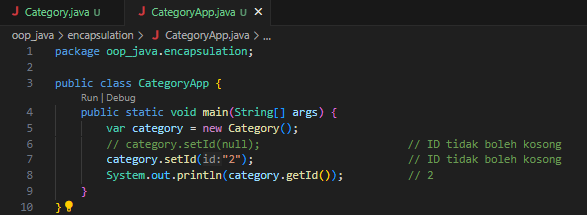 Category.java U
CategoryApp.java U ×
oop_java > encapsulation > CategoryApp.java > ...
1 package oop_java.encapsulation;
2
3 public class CategoryApp {
Run | Debug
4 public static void main(String[] args) {
5 var category = new Category();
6 // category.setId(null); // ID tidak boleh kosong
7 category.setId(id:"2"); // ID tidak boleh kosong
8 System.out.println(category.getId()); // 2
9 }
10 }